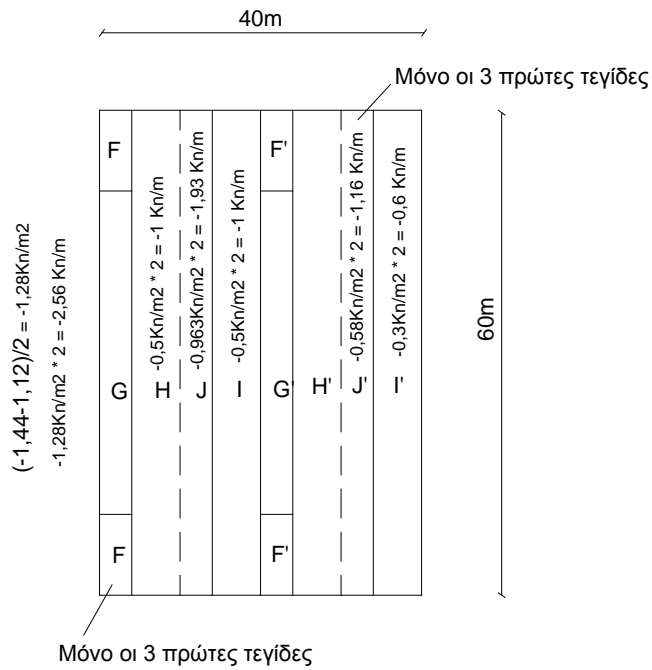 40m
Μόνο οι 3 πρώτες τεγίδες
F
F'
(-1,44-1,12)/2 = -1,28Kn/m2
-1,28Kn/m2 * 2 = -2,56 Kn/m
-0,5Kn/m2 * 2 = -1 Kn/m
-0,963Kn/m2 * 2 = -1,93 Kn/m
-0,5Kn/m2 * 2 = -1 Kn/m
-0,58Kn/m2 * 2 = -1,16 Kn/m
-0,3Kn/m2 * 2 = -0,6 Kn/m
60m
G H J I G' H' J' I'
F
F'
Μόνο οι 3 πρώτες τεγίδες